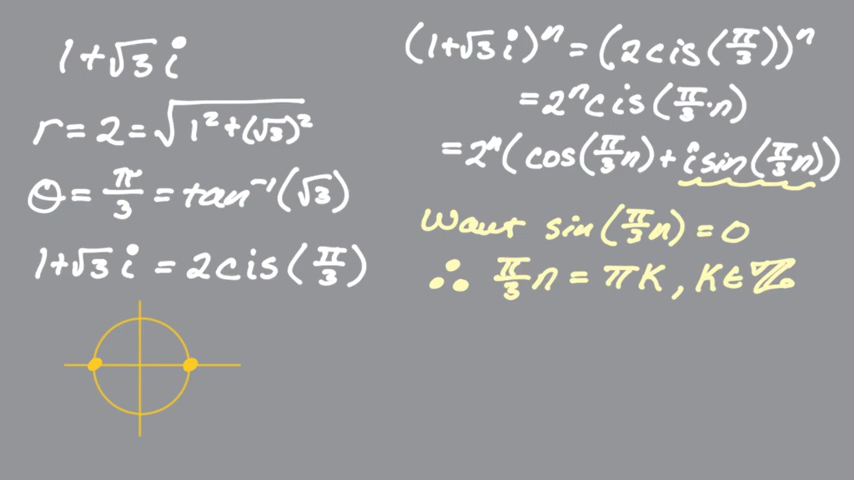 1+√3 i
r = 2 = √(1² + (√3)²)
θ = π/3 = tan⁻¹(√3)
1+√3 i = 2cis(π/3)
(1+√3 i)ⁿ = (2cis(π/3))ⁿ
= 2ⁿcis(π/3·n)
= 2ⁿ(cos(π/3 n) + i sin(π/3 n))
Want sin(π/3 n) = 0
∴ π/3 n = πK, K∈ℤ